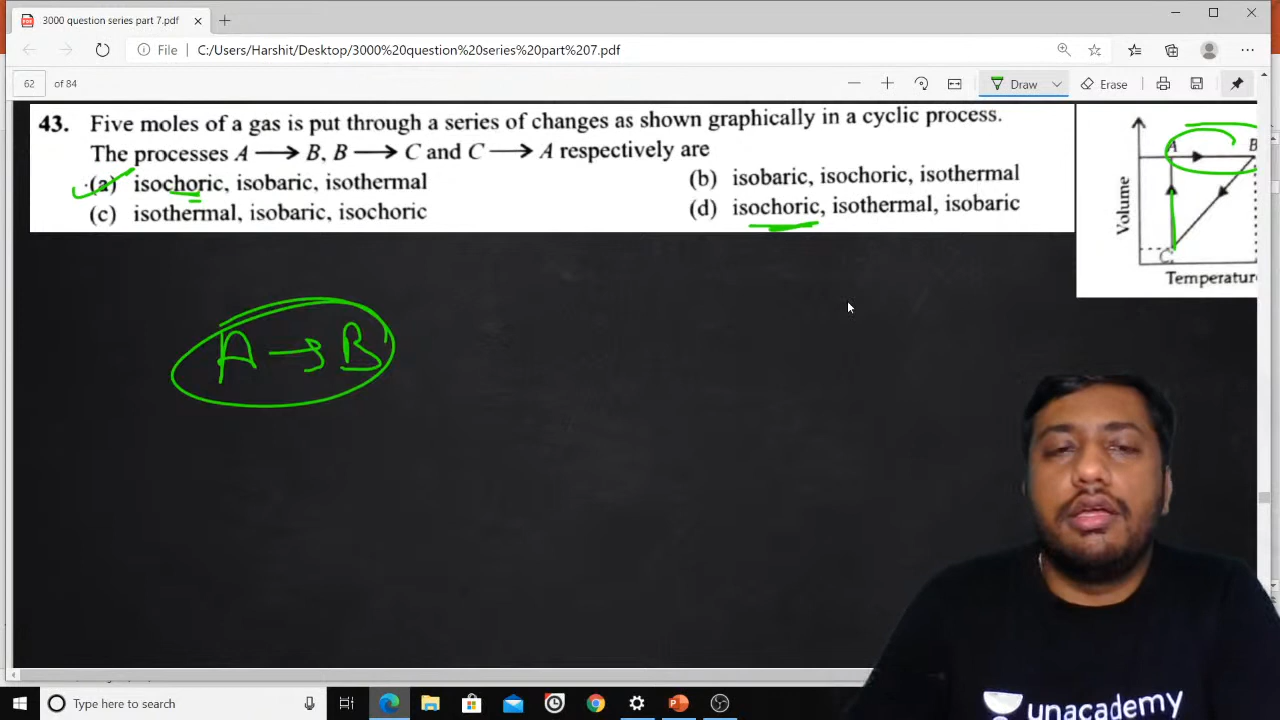 3000 question series part 7.pdf
File C:/Users/Harshit/Desktop/3000%20question%20series%20part%207.pdf
62 of 84 Draw Erase
43. Five moles of a gas is put through a series of changes as shown graphically in a cyclic process.
The processes A ⟶ B, B ⟶ C and C ⟶ A respectively are
(a) isochoric, isobaric, isothermal
(b) isobaric, isochoric, isothermal
(c) isothermal, isobaric, isochoric
(d) isochoric, isothermal, isobaric
A B
Volume
C
Temperatur
A → B
unacademy
Type here to search